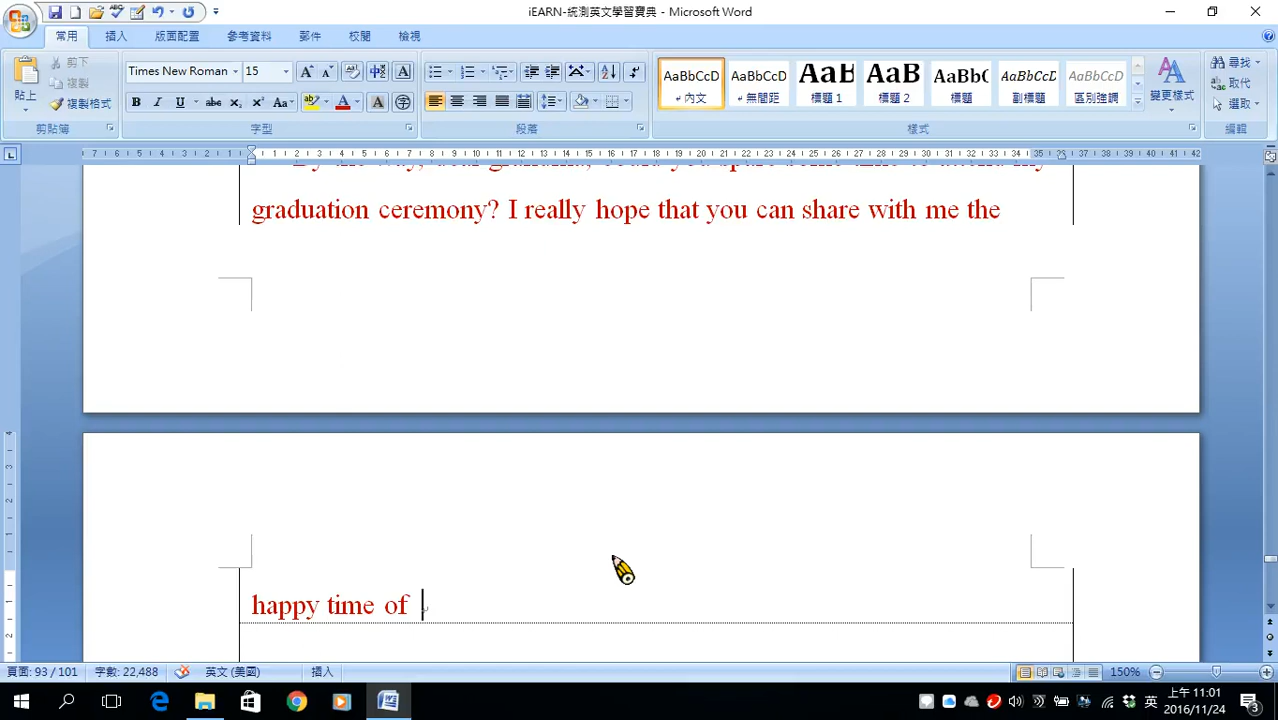 iEARN-統測英文學習寶典 - Microsoft Word
常用 插入 版面配置 參考資料 郵件 校閱 檢視
貼上 剪下 複製 複製格式
Times New Roman 15
AaBbCcD AaBbCcD AaB AaBb AaBbC AaBbCcD AaBbCcD
內文 無間距 標題 1 標題 2 標題 副標題 區別強調
變更樣式
尋找 取代 選取
剪貼簿 字型 段落 樣式 編輯
graduation ceremony? I really hope that you can share with me the
happy time of
頁面: 93 / 101 字數: 22,488 英文 (美國) 插入 150%
英 上午 11:01
2016/11/24